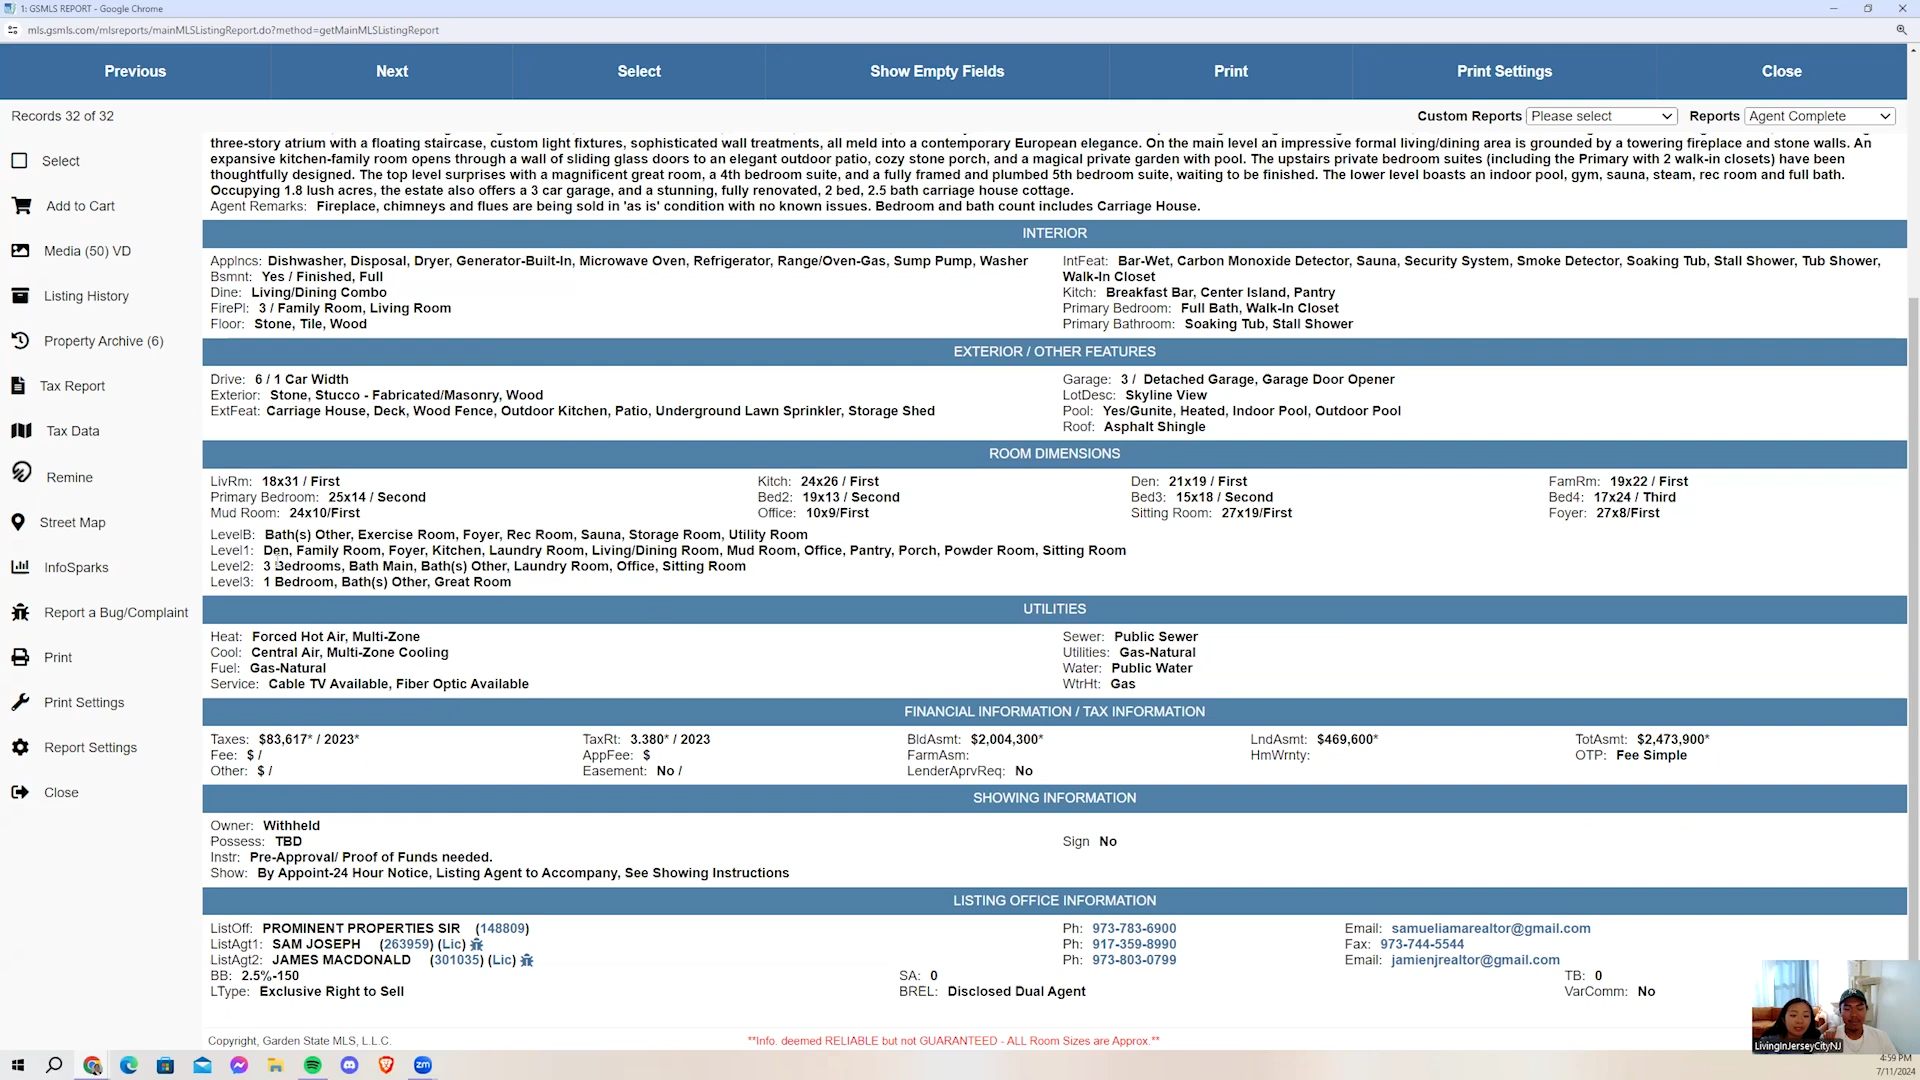 1: GSMLS REPORT - Google Chrome
mls.gsmls.com/mlsreports/mainMLSListingReport.do?method=getMainMLSListingReport
Previous Next Select Show Empty Fields Print Print Settings Close
Records 32 of 32 Custom Reports Please select Reports Agent Complete
Select
Add to Cart
Media (50) VD
Listing History
Property Archive (6)
Tax Report
Tax Data
Remine
Street Map
InfoSparks
Report a Bug/Complaint
Print
Print Settings
Report Settings
Close
three-story atrium with a floating staircase, custom light fixtures, sophisticated wall treatments, all meld into a contemporary European elegance. On the main level an impressive formal living/dining area is grounded by a towering fireplace and stone walls. An
expansive kitchen-family room opens through a wall of sliding glass doors to an elegant outdoor patio, cozy stone porch, and a magical private garden with pool. The upstairs private bedroom suites (including the Primary with 2 walk-in closets) have been
thoughtfully designed. The top level surprises with a magnificent great room, a 4th bedroom suite, and a fully framed and plumbed 5th bedroom suite, waiting to be finished. The lower level boasts an indoor pool, gym, sauna, steam, rec room and full bath.
Occupying 1.8 lush acres, the estate also offers a 3 car garage, and a stunning, fully renovated, 2 bed, 2.5 bath carriage house cottage.
Agent Remarks: Fireplace, chimneys and flues are being sold in 'as is' condition with no known issues. Bedroom and bath count includes Carriage House.
INTERIOR
Applncs: Dishwasher, Disposal, Dryer, Generator-Built-In, Microwave Oven, Refrigerator, Range/Oven-Gas, Sump Pump, Washer
Bsmnt: Yes / Finished, Full
Dine: Living/Dining Combo
FirePl: 3 / Family Room, Living Room
Floor: Stone, Tile, Wood
IntFeat: Bar-Wet, Carbon Monoxide Detector, Sauna, Security System, Smoke Detector, Soaking Tub, Stall Shower, Tub Shower,
Walk-In Closet
Kitch: Breakfast Bar, Center Island, Pantry
Primary Bedroom: Full Bath, Walk-In Closet
Primary Bathroom: Soaking Tub, Stall Shower
EXTERIOR / OTHER FEATURES
Drive: 6 / 1 Car Width
Exterior: Stone, Stucco - Fabricated/Masonry, Wood
ExtFeat: Carriage House, Deck, Wood Fence, Outdoor Kitchen, Patio, Underground Lawn Sprinkler, Storage Shed
Garage: 3 / Detached Garage, Garage Door Opener
LotDesc: Skyline View
Pool: Yes/Gunite, Heated, Indoor Pool, Outdoor Pool
Roof: Asphalt Shingle
ROOM DIMENSIONS
LivRm: 18x31 / First Kitch: 24x26 / First Den: 21x19 / First FamRm: 19x22 / First
Primary Bedroom: 25x14 / Second Bed2: 19x13 / Second Bed3: 15x18 / Second Bed4: 17x24 / Third
Mud Room: 24x10/First Office: 10x9/First Sitting Room: 27x19/First Foyer: 27x8/First
LevelB: Bath(s) Other, Exercise Room, Foyer, Rec Room, Sauna, Storage Room, Utility Room
Level1: Den, Family Room, Foyer, Kitchen, Laundry Room, Living/Dining Room, Mud Room, Office, Pantry, Porch, Powder Room, Sitting Room
Level2: 3 Bedrooms, Bath Main, Bath(s) Other, Laundry Room, Office, Sitting Room
Level3: 1 Bedroom, Bath(s) Other, Great Room
UTILITIES
Heat: Forced Hot Air, Multi-Zone
Cool: Central Air, Multi-Zone Cooling
Fuel: Gas-Natural
Service: Cable TV Available, Fiber Optic Available
Sewer: Public Sewer
Utilities: Gas-Natural
Water: Public Water
WtrHt: Gas
FINANCIAL INFORMATION / TAX INFORMATION
Taxes: $83,617* / 2023* TaxRt: 3.380* / 2023 BldAsmt: $2,004,300* LndAsmt: $469,600* TotAsmt: $2,473,900*
Fee: $ / AppFee: $ FarmAsm: HmWrnty: OTP: Fee Simple
Other: $ / Easement: No / LenderAprvReq: No
SHOWING INFORMATION
Owner: Withheld
Possess: TBD Sign No
Instr: Pre-Approval/ Proof of Funds needed.
Show: By Appoint-24 Hour Notice, Listing Agent to Accompany, See Showing Instructions
LISTING OFFICE INFORMATION
ListOff: PROMINENT PROPERTIES SIR (148809) Ph: 973-783-6900 Email: samueliamarealtor@gmail.com
ListAgt1: SAM JOSEPH (263959) (Lic) Ph: 917-359-8990 Fax: 973-744-5544
ListAgt2: JAMES MACDONALD (301035) (Lic) Ph: 973-803-0799 Email: jamienjrealtor@gmail.com
BB: 2.5%-150 SA: 0 TB: 0
LType: Exclusive Right to Sell BREL: Disclosed Dual Agent VarComm: No
Copyright, Garden State MLS, L.L.C. **Info. deemed RELIABLE but not GUARANTEED - ALL Room Sizes are Approx.**
LivingInJerseyCityNJ
zm
4:59 PM
7/11/2024